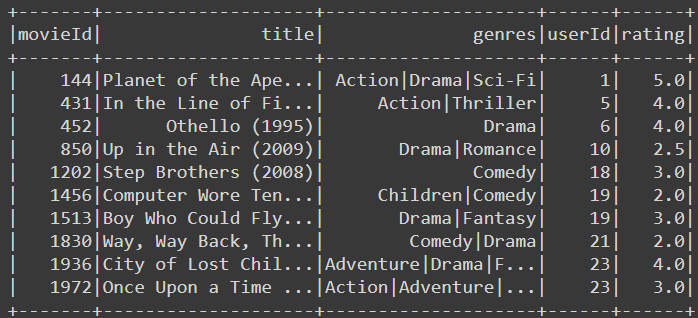 +-------+--------------------+--------------------+------+------+
|movieId|               title|              genres|userId|rating|
+-------+--------------------+--------------------+------+------+
|    144|Planet of the Ape...| Action|Drama|Sci-Fi|     1|   5.0|
|    431|In the Line of Fi...|     Action|Thriller|     5|   4.0|
|    452|      Othello (1995)|               Drama|     6|   4.0|
|    850|Up in the Air (2009)|       Drama|Romance|    10|   2.5|
|   1202|Step Brothers (2008)|              Comedy|    18|   3.0|
|   1456|Computer Wore Ten...|     Children|Comedy|    19|   2.0|
|   1513|Boy Who Could Fly...|       Drama|Fantasy|    19|   3.0|
|   1830|Way, Way Back, Th...|        Comedy|Drama|    21|   2.0|
|   1936|City of Lost Chil...|Adventure|Drama|F...|    23|   4.0|
|   1972|Once Upon a Time ...|Action|Adventure|...|    23|   3.0|
+-------+--------------------+--------------------+------+------+